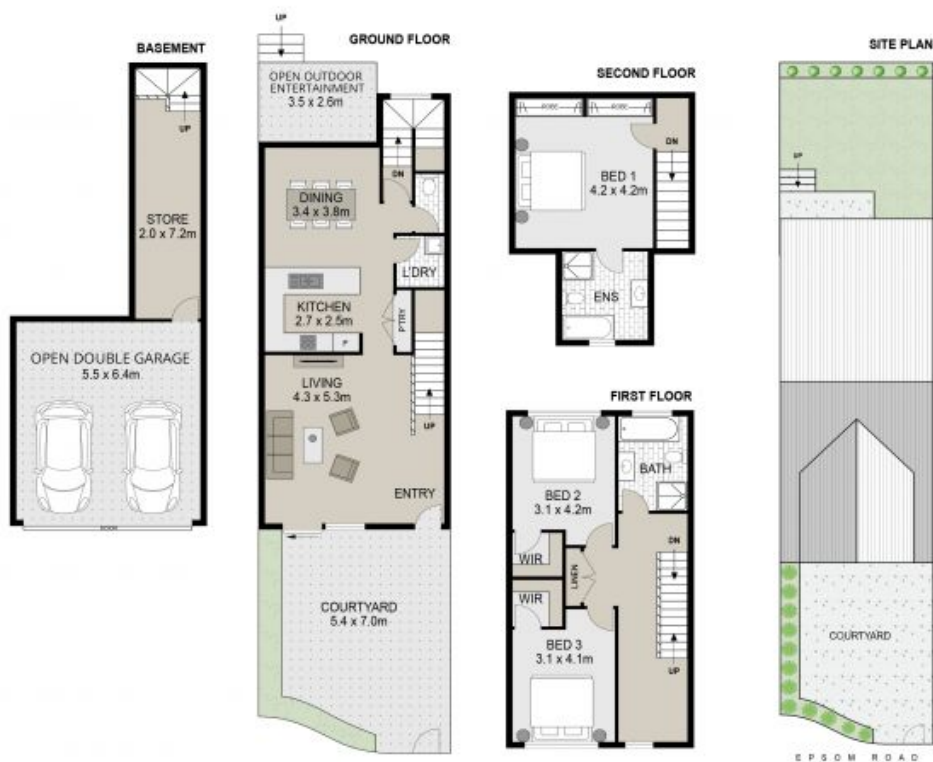 BASEMENT
UP
STORE
2.0 x 7.2m
OPEN DOUBLE GARAGE
5.5 x 6.4m
DOOR
UP
GROUND FLOOR
OPEN OUTDOOR
ENTERTAINMENT
3.5 x 2.6m
DN
DINING
3.4 x 3.8m
L'DRY
KITCHEN
2.7 x 2.5m
P'TRY
F
LIVING
4.3 x 5.3m
UP
ENTRY
COURTYARD
5.4 x 7.0m
SECOND FLOOR
ROBE
ROBE
DN
BED 1
4.2 x 4.2m
ENS
FIRST FLOOR
BATH
BED 2
3.1 x 4.2m
WIR
LINEN
DN
WIR
BED 3
3.1 x 4.1m
UP
SITE PLAN
UP
COURTYARD
EPSOM ROAD